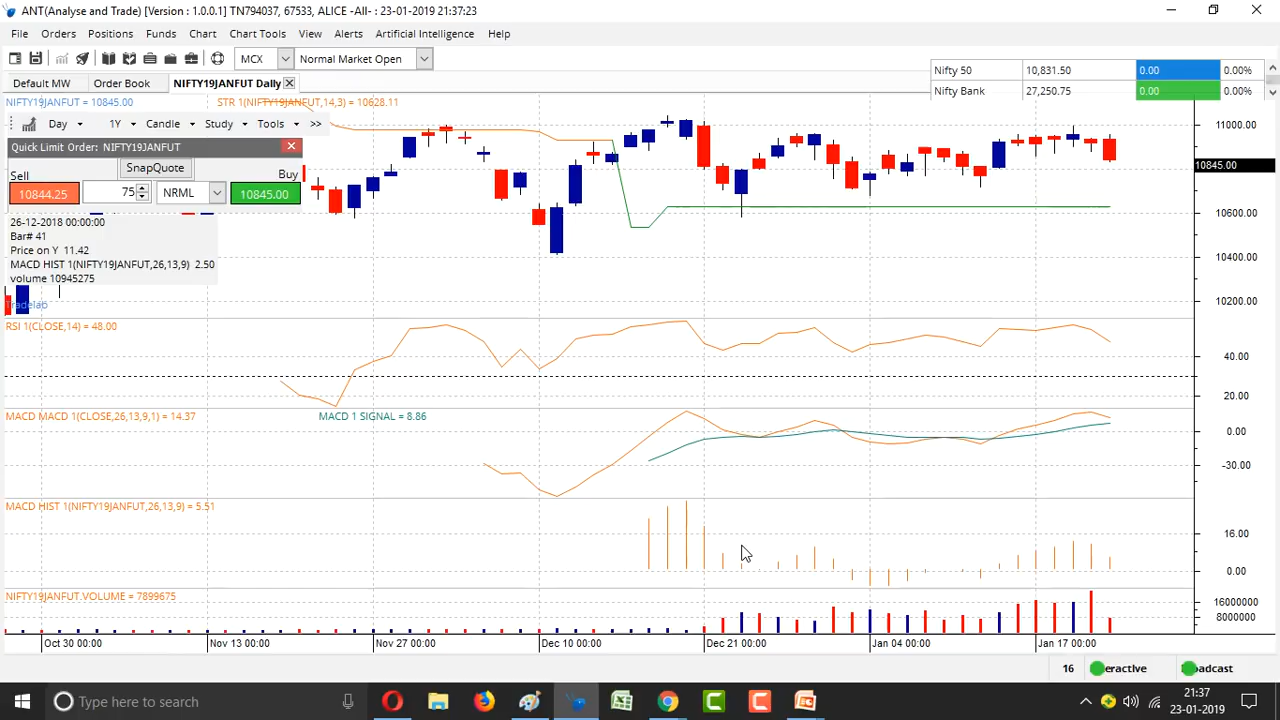 ANT(Analyse and Trade) [Version : 1.0.0.1] TN794037, 67533, ALICE -All- : 23-01-2019 21:37:23
File Orders Positions Funds Chart Chart Tools View Alerts Artificial Intelligence Help
MCX Normal Market Open
Nifty 50 10,831.50 0.00 0.00%
Default MW Order Book NIFTY19JANFUT Daily
Nifty Bank 27,250.75 0.00 0.00%
NIFTY19JANFUT = 10845.00 STR 1(NIFTY19JANFUT,14,3) = 10628.11
Day 1Y Candle Study Tools >>
11000.00
Quick Limit Order: NIFTY19JANFUT
SnapQuote
10845.00
Sell Buy
10844.25 75 NRML 10845.00
10600.00
26-12-2018 00:00:00
Bar# 41
Price on Y 11.42
10400.00
MACD HIST 1(NIFTY19JANFUT,26,13,9) 2.50
volume 10945275
10200.00
Tradelab
RSI 1(CLOSE,14) = 48.00
40.00
20.00
MACD MACD 1(CLOSE,26,13,9,1) = 14.37 MACD 1 SIGNAL = 8.86
0.00
-30.00
MACD HIST 1(NIFTY19JANFUT,26,13,9) = 5.51
16.00
0.00
NIFTY19JANFUT.VOLUME = 7899675
16000000
8000000
Oct 30 00:00 Nov 13 00:00 Nov 27 00:00 Dec 10 00:00 Dec 21 00:00 Jan 04 00:00 Jan 17 00:00
16 eractive oadcast
Type here to search
21:37
23-01-2019